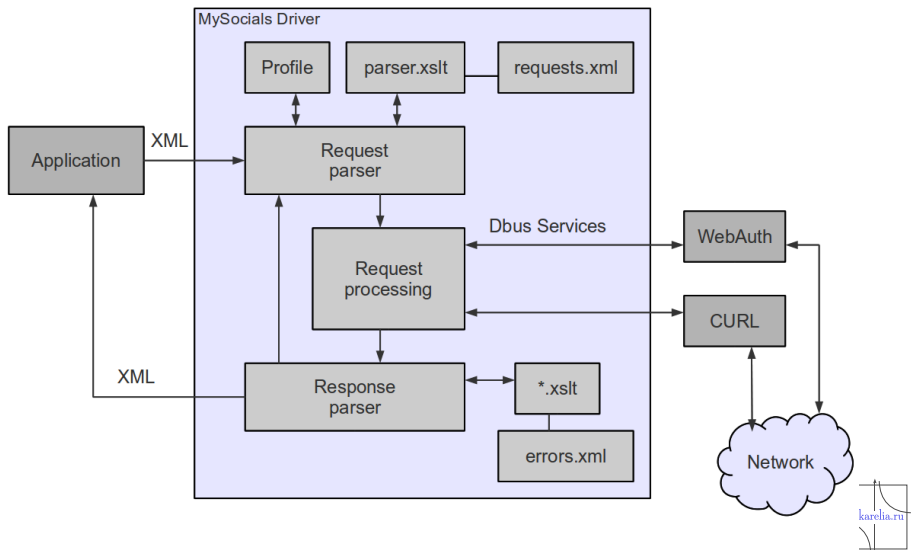 MySocials Driver
Profile
parser.xslt
requests.xml
XML
Application
Request
parser
Dbus Services
WebAuth
Request
processing
CURL
XML
Response
parser
*.xslt
errors.xml
Network
karelia.ru